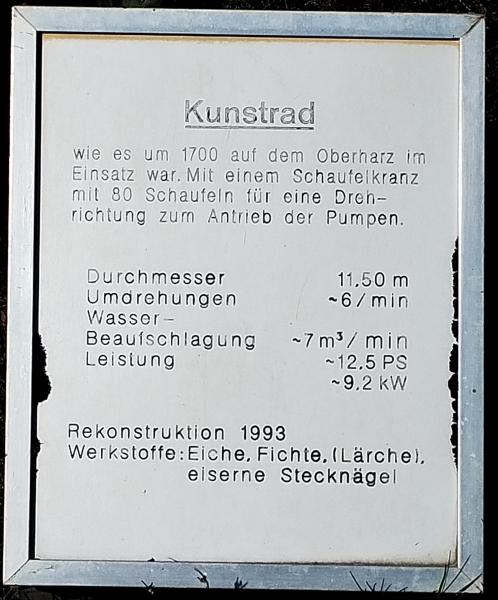 Kunstrad
wie es um 1700 auf dem Oberharz im
Einsatz war. Mit einem Schaufelkranz
mit 80 Schaufeln für eine Dreh-
richtung zum Antrieb der Pumpen.
Durchmesser 11,50 m
Umdrehungen ~6/min
Wasser-
Beaufschlagung ~7m³/ min
Leistung ~12,5 PS
~9,2 kW
Rekonstruktion 1993
Werkstoffe: Eiche, Fichte, (Lärche),
eiserne Stecknägel